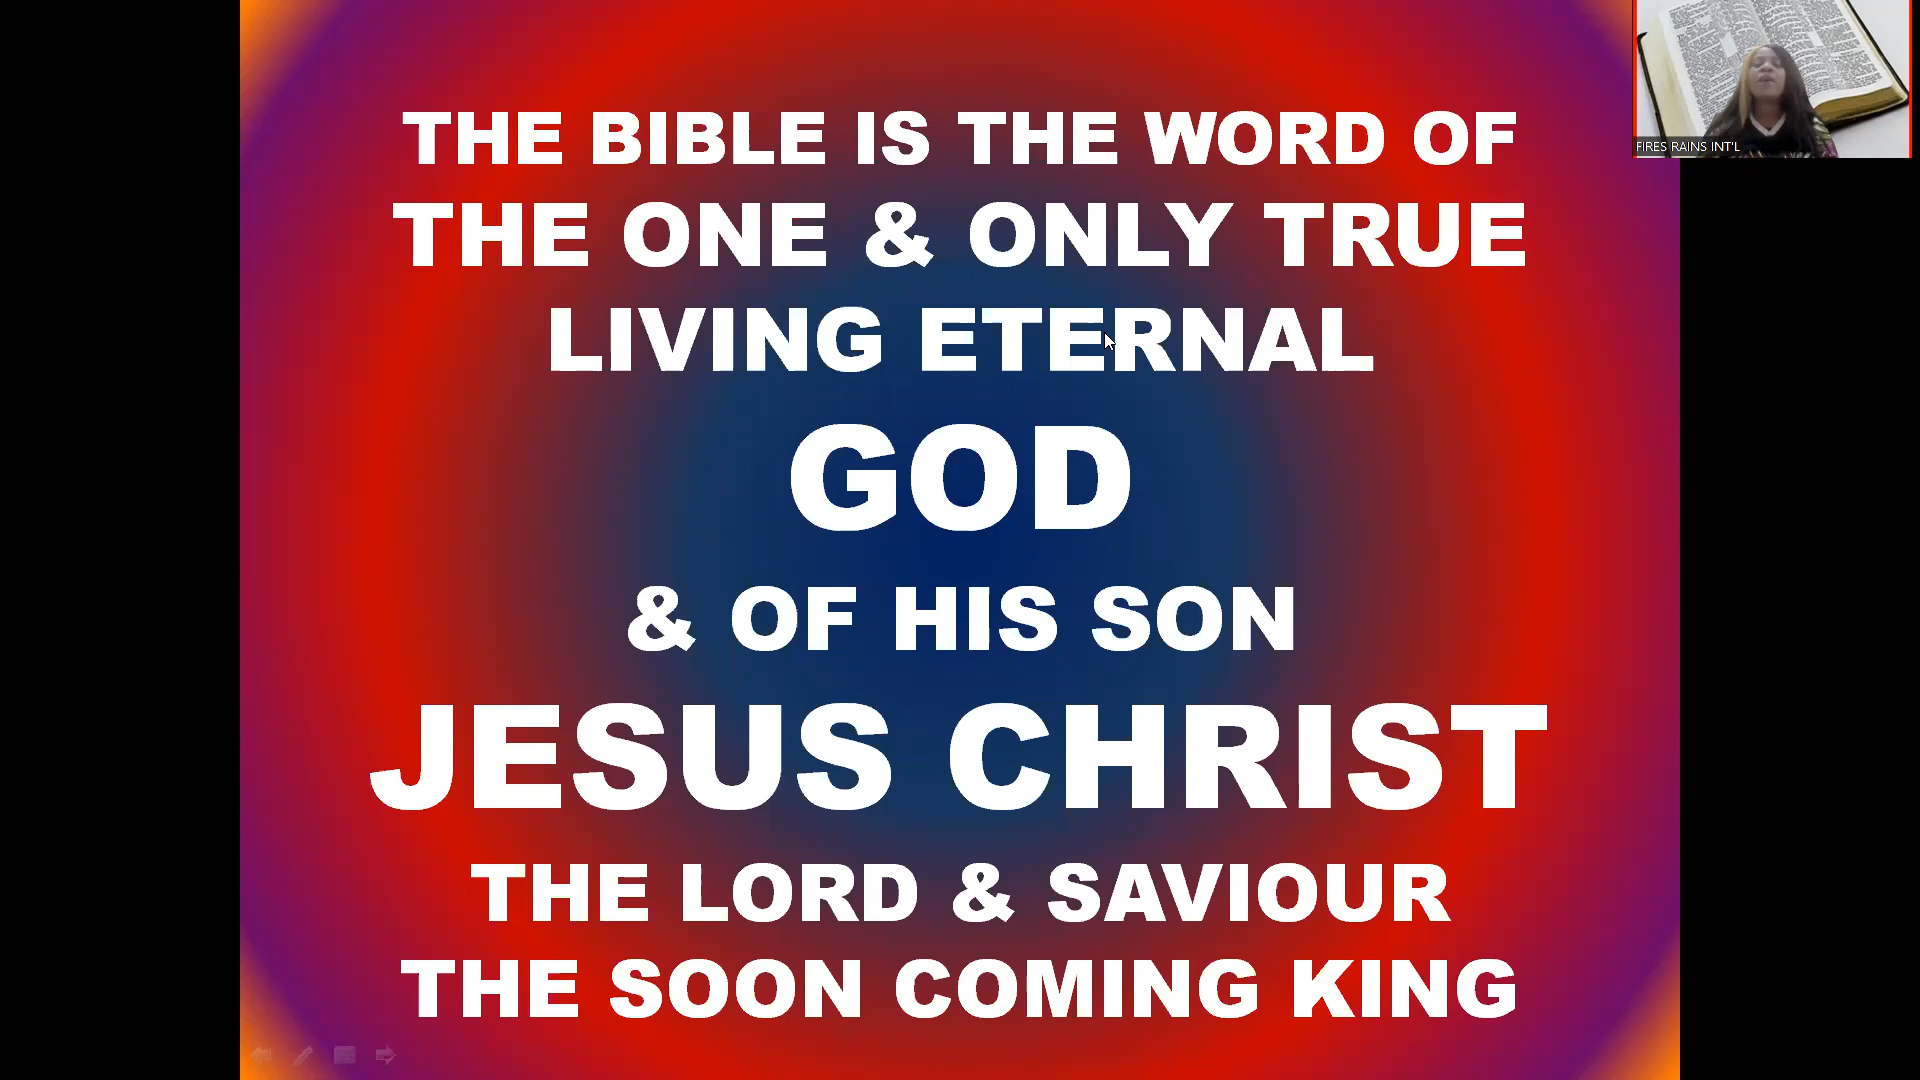 THE BIBLE IS THE WORD OF
THE ONE & ONLY TRUE
LIVING ETERNAL
GOD
& OF HIS SON
JESUS CHRIST
THE LORD & SAVIOUR
THE SOON COMING KING
FIRES RAINS INT'L